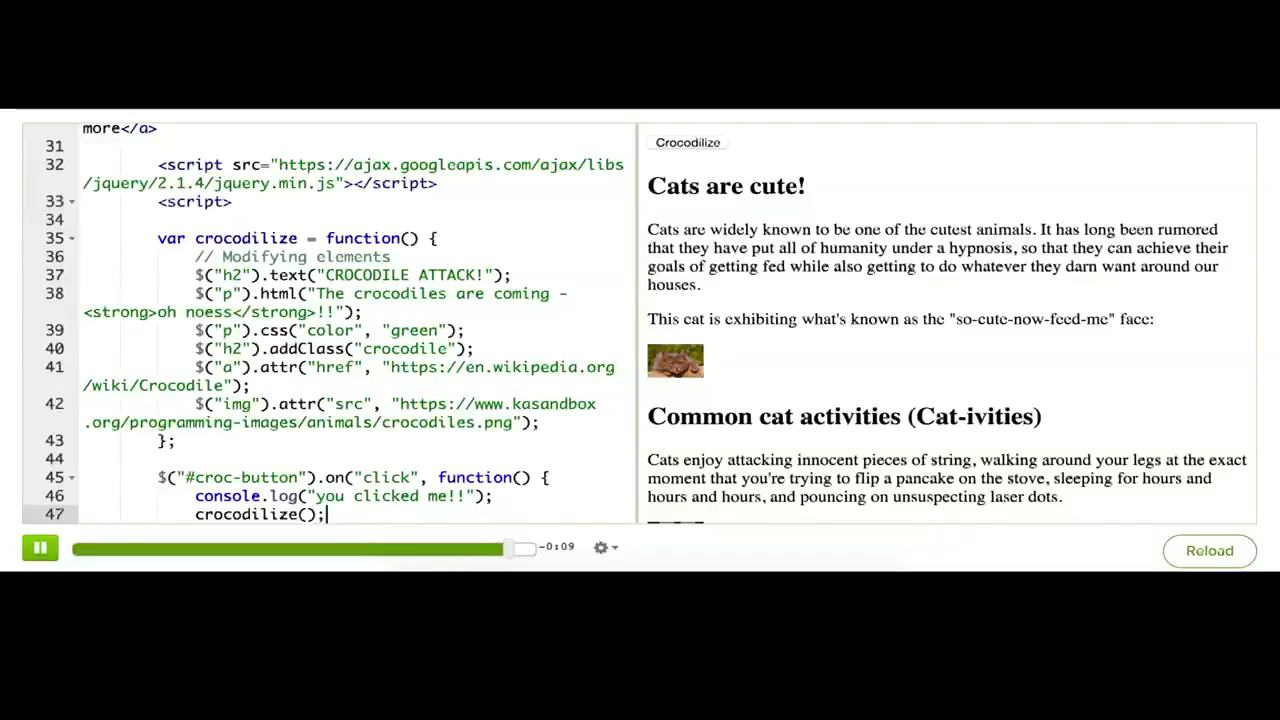 more</a>
31
32 <script src="https://ajax.googleapis.com/ajax/libs
/jquery/2.1.4/jquery.min.js"></script>
33 <script>
34
35 var crocodilize = function() {
36 // Modifying elements
37 $("h2").text("CROCODILE ATTACK!");
38 $("p").html("The crocodiles are coming -
<strong>oh noess</strong>!!");
39 $("p").css("color", "green");
40 $("h2").addClass("crocodile");
41 $("a").attr("href", "https://en.wikipedia.org
/wiki/Crocodile");
42 $("img").attr("src", "https://www.kasandbox
.org/programming-images/animals/crocodiles.png");
43 };
44
45 $("#croc-button").on("click", function() {
46 console.log("you clicked me!!");
47 crocodilize();
-0:09
Crocodilize
Cats are cute!
Cats are widely known to be one of the cutest animals. It has long been rumored
that they have put all of humanity under a hypnosis, so that they can achieve their
goals of getting fed while also getting to do whatever they darn want around our
houses.
This cat is exhibiting what's known as the "so-cute-now-feed-me" face:
Common cat activities (Cat-ivities)
Cats enjoy attacking innocent pieces of string, walking around your legs at the exact
moment that you're trying to flip a pancake on the stove, sleeping for hours and
hours and hours, and pouncing on unsuspecting laser dots.
Reload